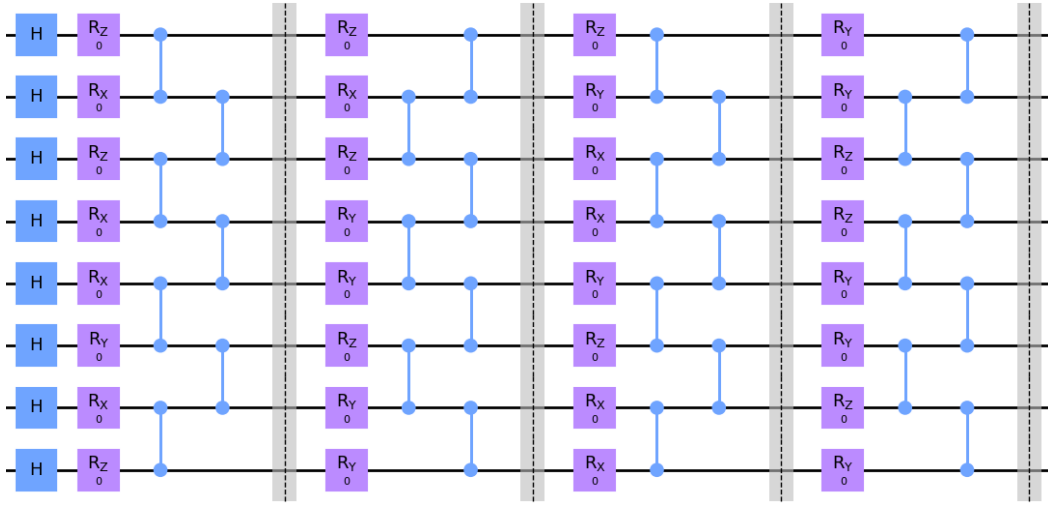 H R_Z 0 R_Z 0 R_Z 0 R_Y 0
H R_X 0 R_X 0 R_Y 0 R_Y 0
H R_Z 0 R_Y 0 R_X 0 R_Z 0
H R_X 0 R_Y 0 R_X 0 R_Z 0
H R_X 0 R_Y 0 R_Y 0 R_Y 0
H R_Y 0 R_Z 0 R_Z 0 R_Y 0
H R_X 0 R_Y 0 R_X 0 R_Z 0
H R_Z 0 R_Y 0 R_X 0 R_Y 0